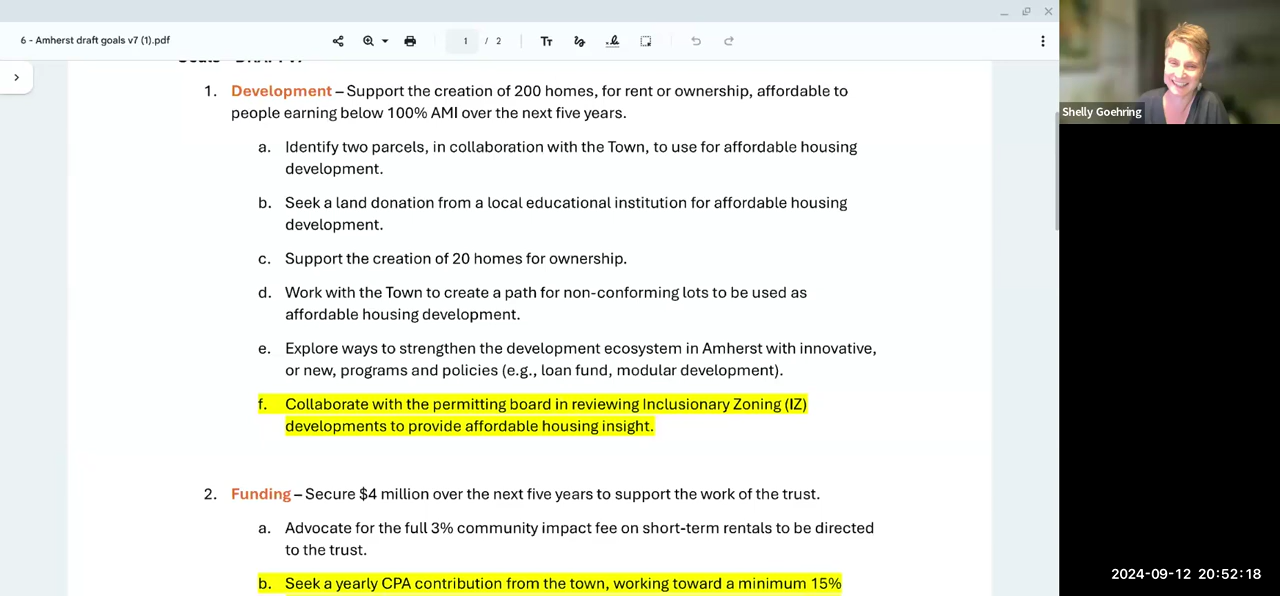 6 - Amherst draft goals v7 (1).pdf
1 / 2
1. Development – Support the creation of 200 homes, for rent or ownership, affordable to
people earning below 100% AMI over the next five years.
a. Identify two parcels, in collaboration with the Town, to use for affordable housing
development.
b. Seek a land donation from a local educational institution for affordable housing
development.
c. Support the creation of 20 homes for ownership.
d. Work with the Town to create a path for non-conforming lots to be used as
affordable housing development.
e. Explore ways to strengthen the development ecosystem in Amherst with innovative,
or new, programs and policies (e.g., loan fund, modular development).
f. Collaborate with the permitting board in reviewing Inclusionary Zoning (IZ)
developments to provide affordable housing insight.
2. Funding – Secure $4 million over the next five years to support the work of the trust.
a. Advocate for the full 3% community impact fee on short-term rentals to be directed
to the trust.
b. Seek a yearly CPA contribution from the town, working toward a minimum 15%
Shelly Goehring
2024-09-12 20:52:18